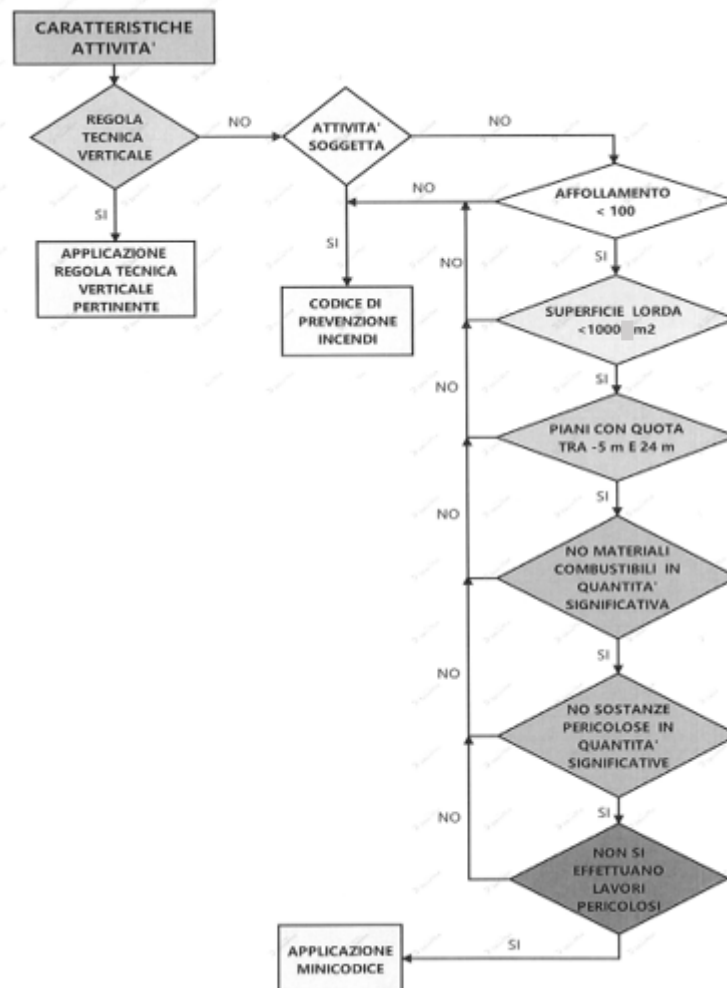 CARATTERISTICHE
ATTIVITA'
REGOLA
TECNICA
VERTICALE
NO
ATTIVITA'
SOGGETTA
NO
SI
APPLICAZIONE
REGOLA TECNICA
VERTICALE
PERTINENTE
SI
CODICE DI
PREVENZIONE
INCENDI
NO
AFFOLLAMENTO
< 100
SI
NO
SUPERFICIE LORDA
<1000 m2
SI
NO
PIANI CON QUOTA
TRA -5 m E 24 m
SI
NO
NO MATERIALI
COMBUSTIBILI IN
QUANTITA'
SIGNIFICATIVA
SI
NO
NO SOSTANZE
PERICOLOSE IN
QUANTITA'
SIGNIFICATIVE
SI
NO
NON SI
EFFETTUANO
LAVORI
PERICOLOSI
SI
APPLICAZIONE
MINICODICE